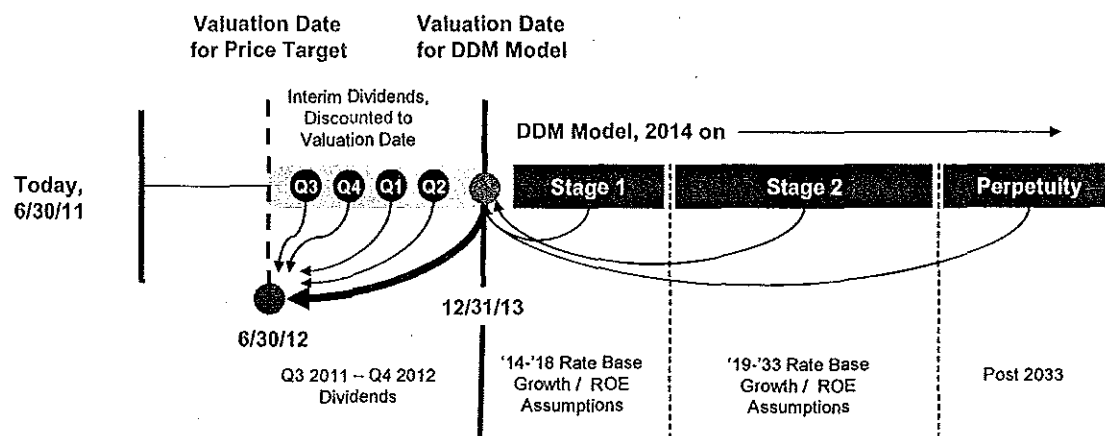 Valuation Date
for Price Target
Valuation Date
for DDM Model
Interim Dividends,
Discounted to
Valuation Date
DDM Model, 2014 on
Today,
6/30/11
Q3 Q4 Q1 Q2
Stage 1
Stage 2
Perpetuity
6/30/12
12/31/13
Q3 2011 – Q4 2012
Dividends
'14-'18 Rate Base
Growth / ROE
Assumptions
'19-'33 Rate Base
Growth / ROE
Assumptions
Post 2033